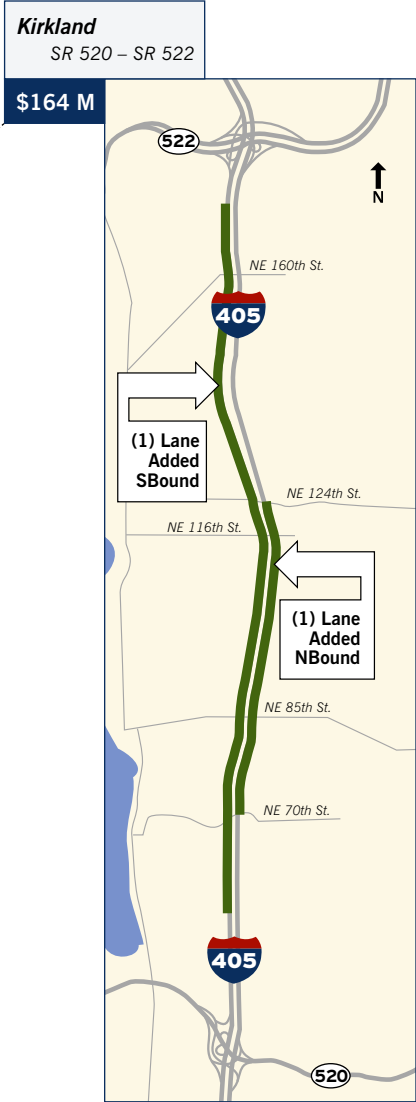 Kirkland
SR 520 – SR 522
$164 M
522
N
NE 160th St.
405
(1) Lane
Added
SBound
NE 124th St.
NE 116th St.
(1) Lane
Added
NBound
NE 85th St.
NE 70th St.
405
520